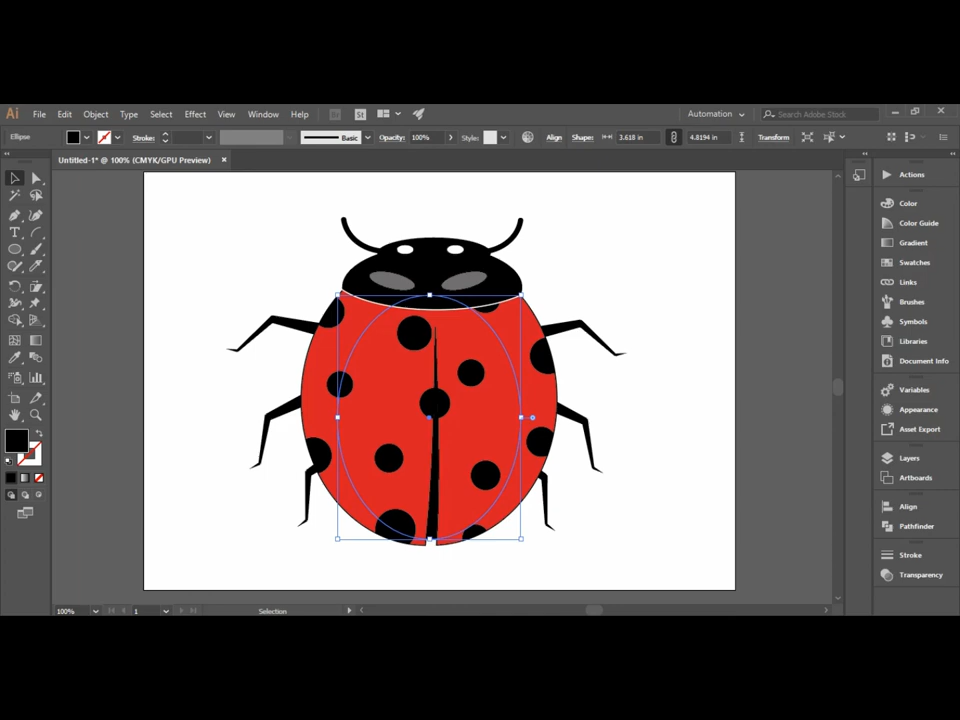 Ai File Edit Object Type Select Effect View Window Help Br St Automation Search Adobe Stock
Ellipse Stroke: Basic Opacity: 100% Style: Align Shape: 3.618 in 4.8194 in Transform
Untitled-1* @ 100% (CMYK/GPU Preview)
Actions
Color
Color Guide
Gradient
Swatches
Links
Brushes
Symbols
Libraries
Document Info
Variables
Appearance
Asset Export
Layers
Artboards
Align
Pathfinder
Stroke
Transparency
100% 1 Selection